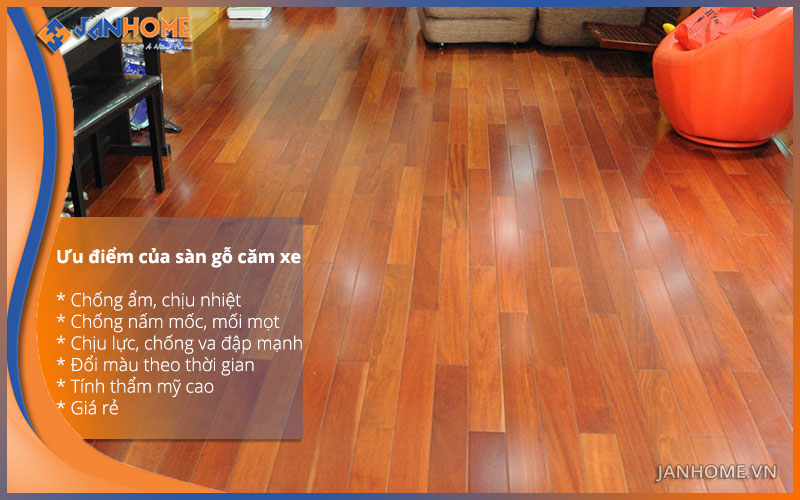 JANHOME
Ưu điểm của sàn gỗ căm xe
* Chống ẩm, chịu nhiệt
* Chống nấm mốc, mối mọt
* Chịu lực, chống va đập mạnh
* Đổi màu theo thời gian
* Tính thẩm mỹ cao
* Giá rẻ
JANHOME.VN